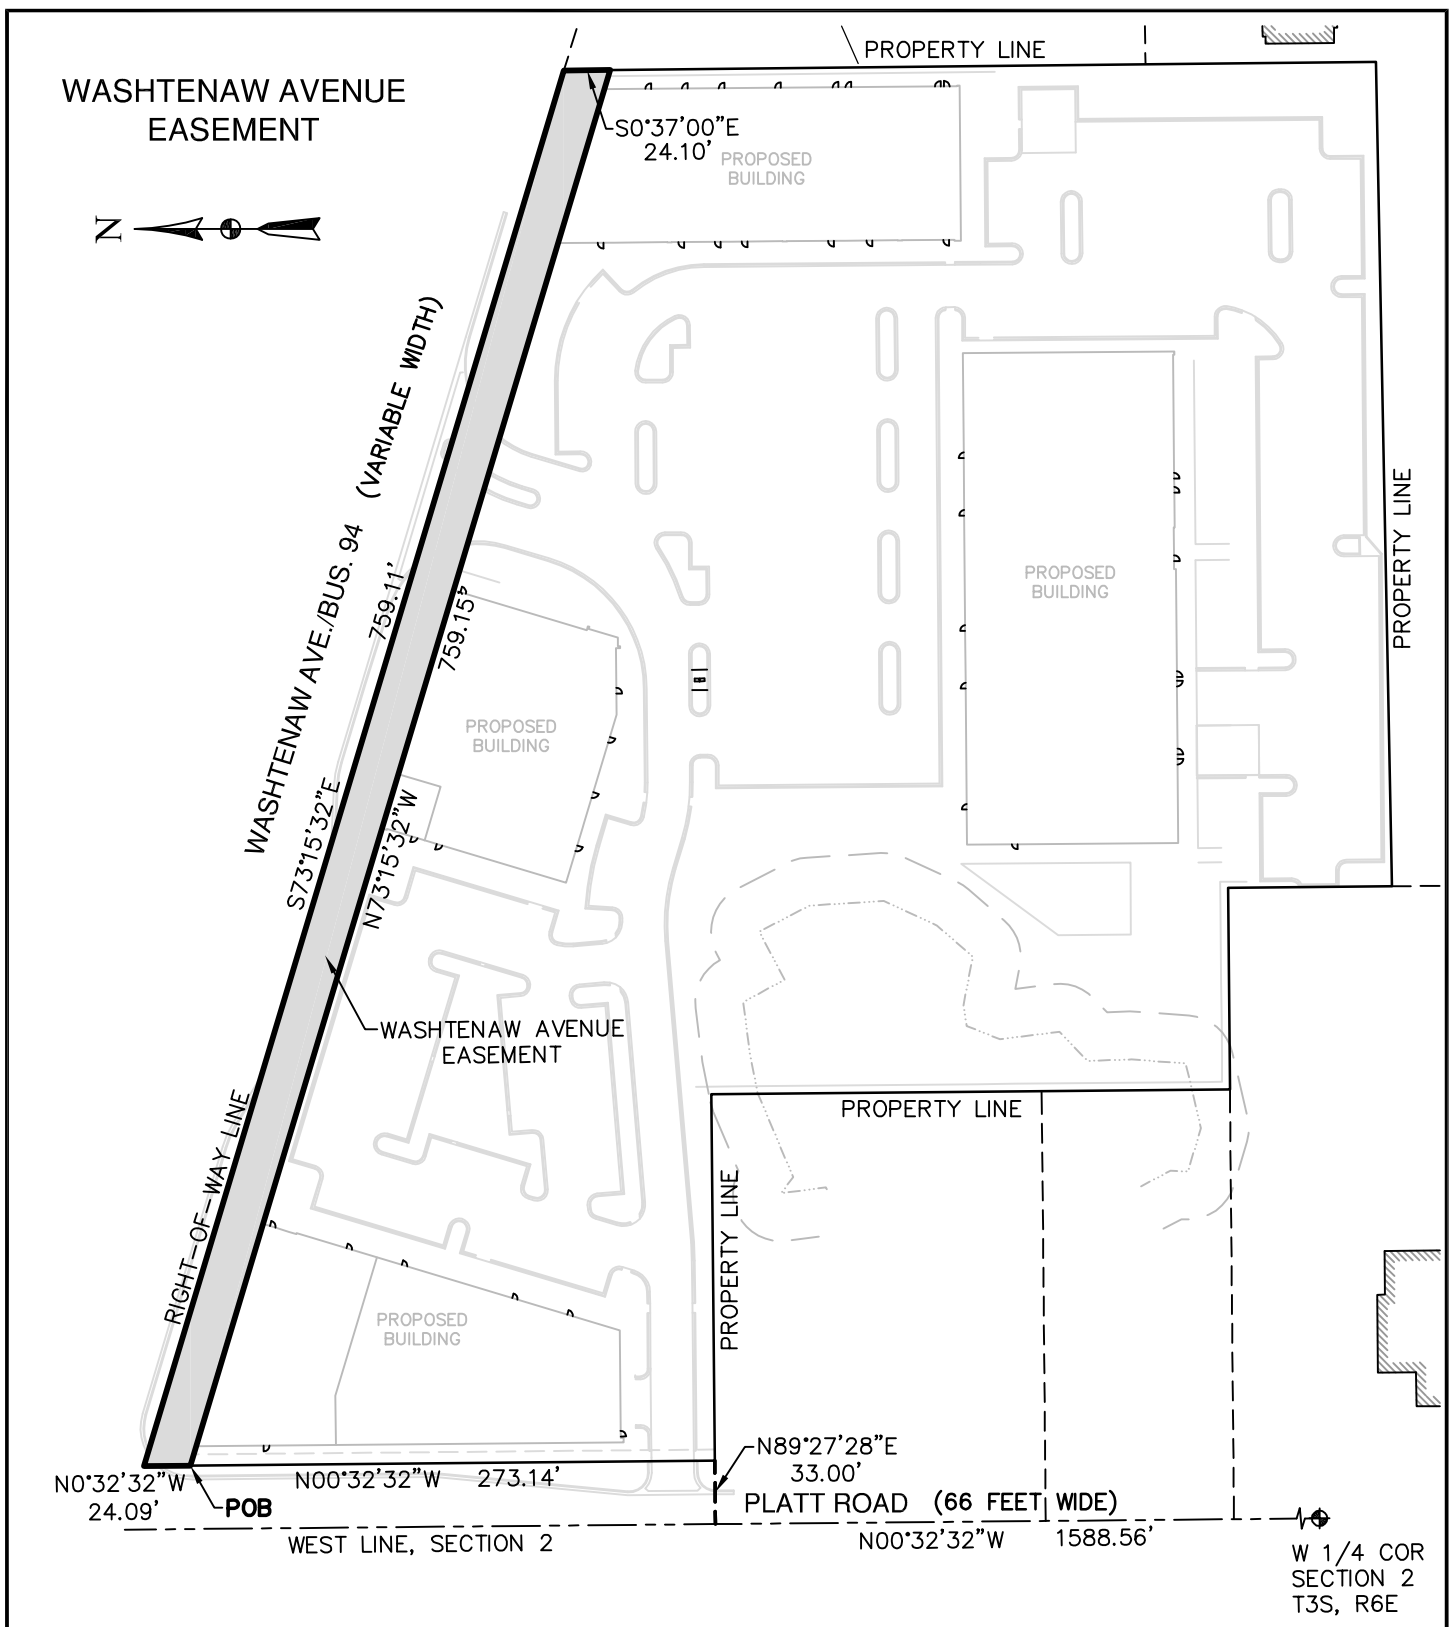 PROPERTY LINE
WASHTENAW AVENUE
EASEMENT
S0°37'00"E
24.10'
PROPOSED
BUILDING
N
WASHTENAW AVE./BUS. 94 (VARIABLE WIDTH)
759.11'
759.15'
PROPERTY LINE
PROPOSED
BUILDING
PROPOSED
BUILDING
S73°15'32"E
N73°15'32"W
WASHTENAW AVENUE
EASEMENT
RIGHT-OF-WAY LINE
PROPERTY LINE
PROPERTY LINE
PROPOSED
BUILDING
N89°27'28"E
33.00'
N0°32'32"W
24.09'
POB
N00°32'32"W 273.14'
PLATT ROAD (66 FEET WIDE)
WEST LINE, SECTION 2
N00°32'32"W 1588.56'
W 1/4 COR
SECTION 2
T3S, R6E